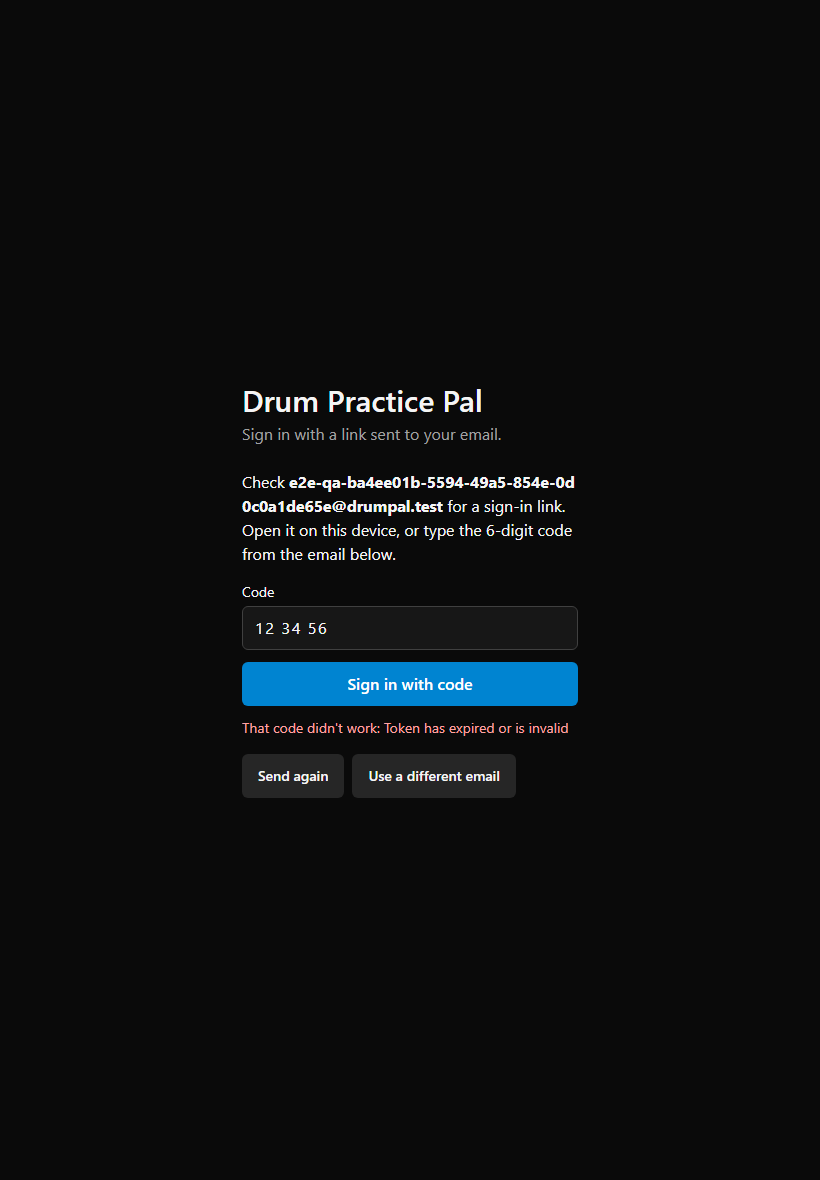 Drum Practice Pal
Sign in with a link sent to your email.
Check e2e-qa-ba4ee01b-5594-49a5-854e-0d
0c0a1de65e@drumpal.test for a sign-in link.
Open it on this device, or type the 6-digit code
from the email below.
Code
12 34 56
Sign in with code
That code didn't work: Token has expired or is invalid
Send again
Use a different email